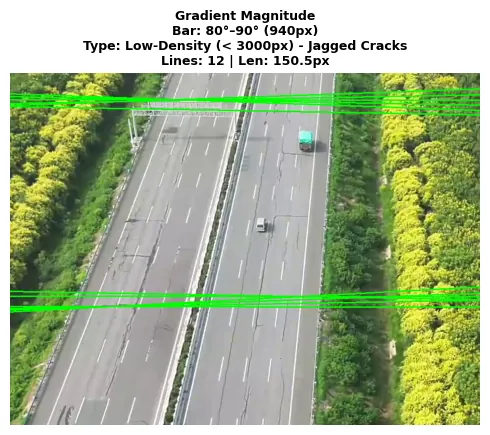 Gradient Magnitude
Bar: 80°–90° (940px)
Type: Low-Density (< 3000px) - Jagged Cracks
Lines: 12 | Len: 150.5px